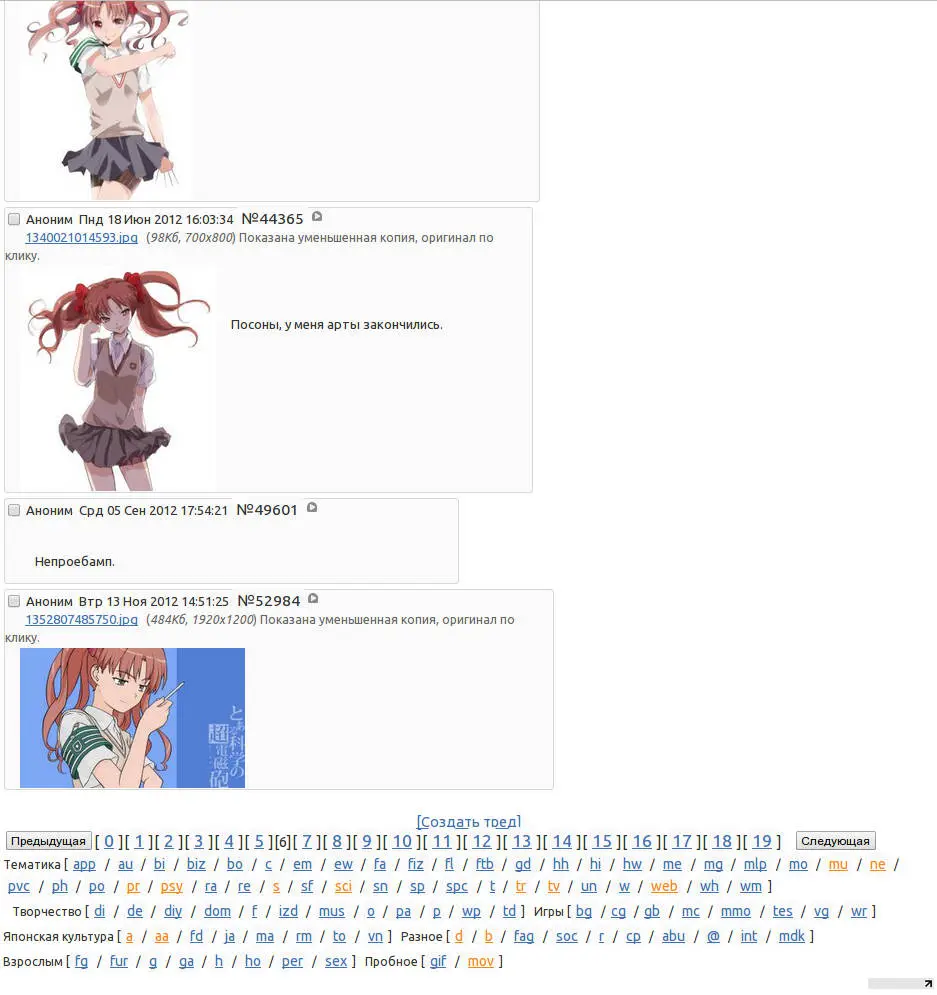 Аноним Пнд 18 Июн 2012 16:03:34 №44365
1340021014593.jpg (98Кб, 700x800) Показана уменьшенная копия, оригинал по
клику.
Посоны, у меня арты закончились.
Аноним Срд 05 Сен 2012 17:54:21 №49601
Непроебамп.
Аноним Втр 13 Ноя 2012 14:51:25 №52984
1352807485750.jpg (484Кб, 1920x1200) Показана уменьшенная копия, оригинал по
клику.
とある科学の
超電磁砲
[Создать тред]
Предыдущая [ 0 ][ 1 ][ 2 ][ 3 ][ 4 ][ 5 ][6][ 7 ][ 8 ][ 9 ][ 10 ][ 11 ][ 12 ][ 13 ][ 14 ][ 15 ][ 16 ][ 17 ][ 18 ][ 19 ] Следующая
Тематика [ app / au / bi / biz / bo / c / em / ew / fa / fiz / fl / ftb / gd / hh / hi / hw / me / mg / mlp / mo / mu / ne /
pvc / ph / po / pr / psy / ra / re / s / sf / sci / sn / sp / spc / t / tr / tv / un / w / web / wh / wm ]
Творчество [ di / de / diy / dom / f / izd / mus / o / pa / p / wp / td ] Игры [ bg / cg / gb / mc / mmo / tes / vg / wr ]
Японская культура [ a / aa / fd / ja / ma / rm / to / vn ] Разное [ d / b / fag / soc / r / cp / abu / @ / int / mdk ]
Взрослым [ fg / fur / g / ga / h / ho / per / sex ] Пробное [ gif / mov ]